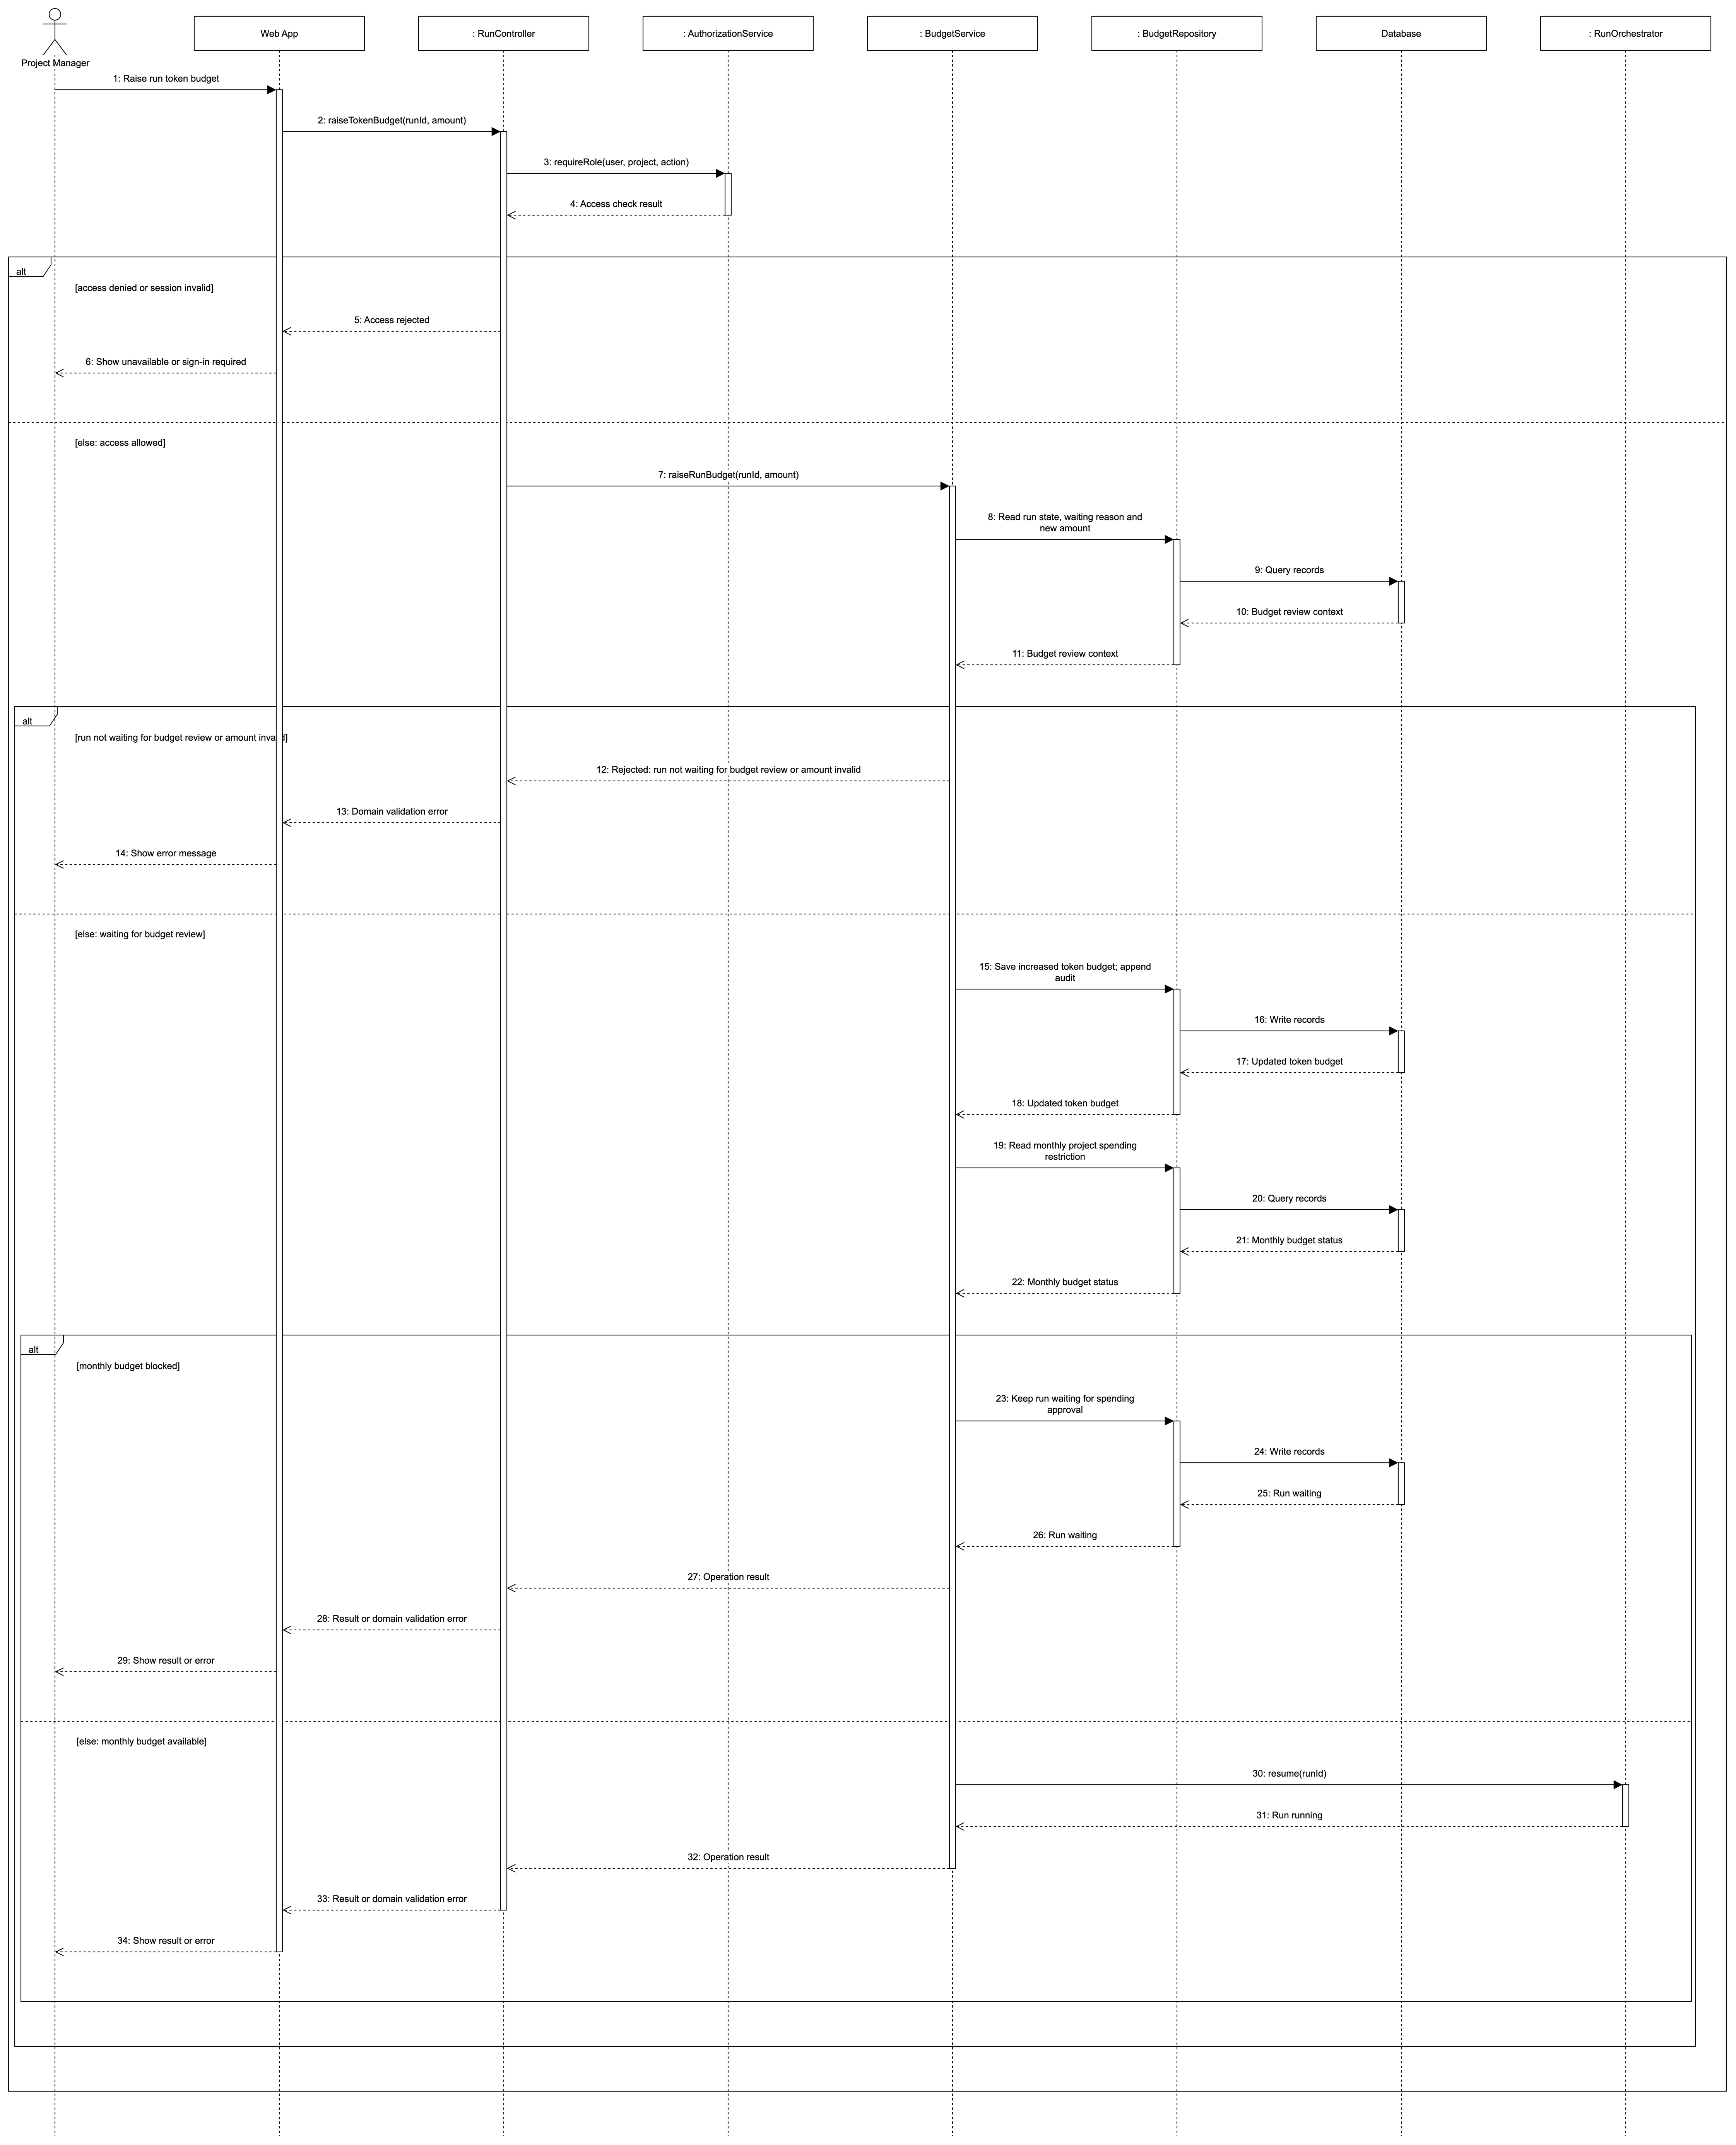 Web App
: RunController
: AuthorizationService
: BudgetService
: BudgetRepository
Database
: RunOrchestrator
Project Manager
1: Raise run token budget
2: raiseTokenBudget(runId, amount)
3: requireRole(user, project, action)
4: Access check result
alt
[access denied or session invalid]
5: Access rejected
6: Show unavailable or sign-in required
[else: access allowed]
7: raiseRunBudget(runId, amount)
8: Read run state, waiting reason and
new amount
9: Query records
10: Budget review context
11: Budget review context
alt
[run not waiting for budget review or amount invalid]
12: Rejected: run not waiting for budget review or amount invalid
13: Domain validation error
14: Show error message
[else: waiting for budget review]
15: Save increased token budget; append
audit
16: Write records
17: Updated token budget
18: Updated token budget
19: Read monthly project spending
restriction
20: Query records
21: Monthly budget status
22: Monthly budget status
alt
[monthly budget blocked]
23: Keep run waiting for spending
approval
24: Write records
25: Run waiting
26: Run waiting
27: Operation result
28: Result or domain validation error
29: Show result or error
[else: monthly budget available]
30: resume(runId)
31: Run running
32: Operation result
33: Result or domain validation error
34: Show result or error